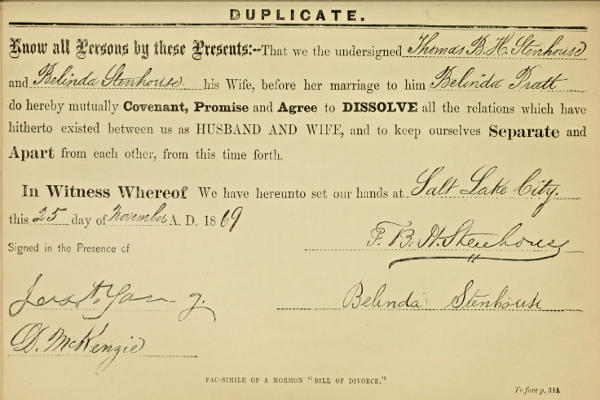 DUPLICATE.
Know all Persons by these Presents:--That we the undersigned Thomas B. H. Stenhouse
and Belinda Stenhouse his Wife, before her marriage to him Belinda Pratt
do hereby mutually Covenant, Promise and Agree to DISSOLVE all the relations which have
hitherto existed between us as HUSBAND AND WIFE, and to keep ourselves Separate and
Apart from each other, from this time forth.
In Witness Whereof We have hereunto set our hands at Salt Lake City.
this 25 day of November A. D. 1869
T. B. H. Stenhouse
Signed in the Presence of
Belinda Stenhouse
D. McKenzie
FAC-SIMILE OF A MORMON "BILL OF DIVORCE."
To face p. 314.